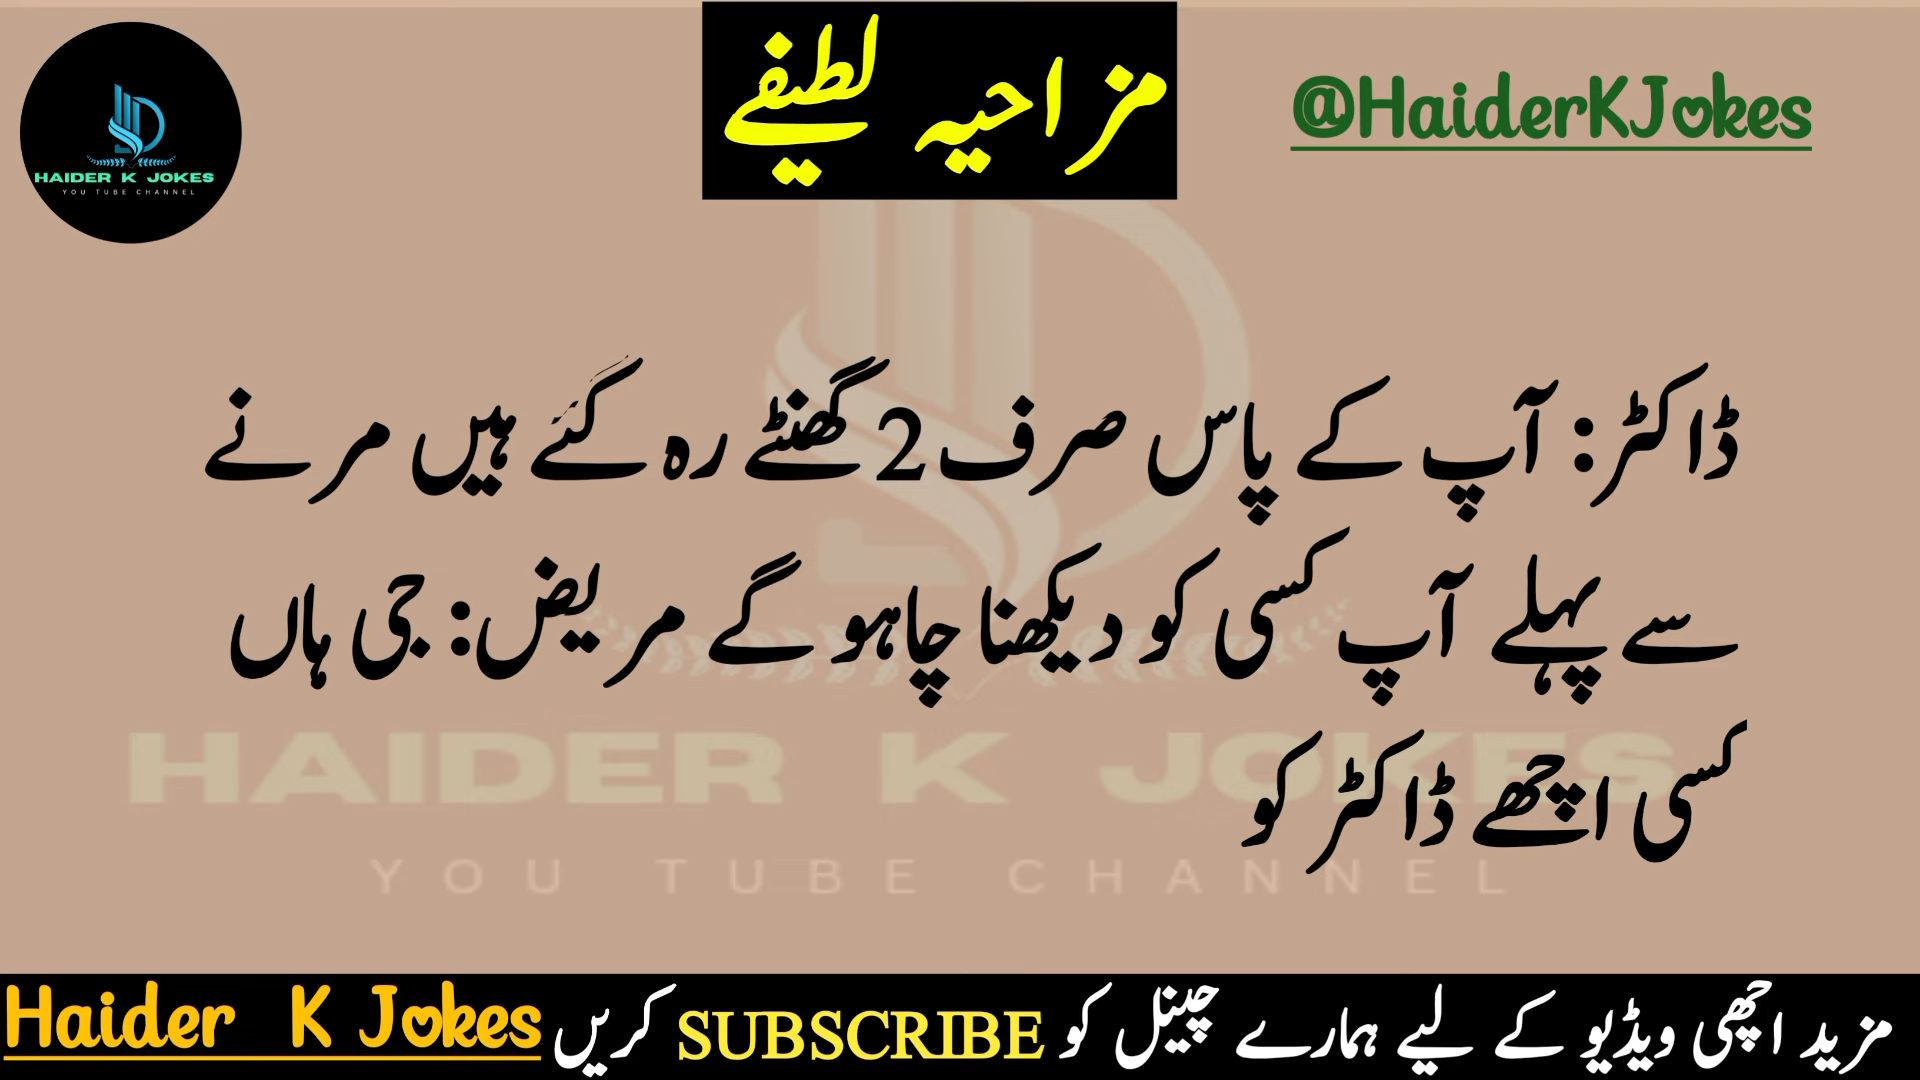 HAIDER K JOKES
YOU TUBE CHANNEL
مزاحیہ لطیفے
@HaiderKJokes
ڈاکٹر: آپ کے پاس صرف 2 گھنٹے رہ گئے ہیں مرنے
سے پہلے آپ کسی کو دیکھنا چاہو گے مریض: جی ہاں
کسی اچھے ڈاکٹر کو
HAIDER K JOKES
YOU TUBE CHANNEL
مزید اچھی ویڈیو کے لیے ہمارے چینل کو SUBSCRIBE کریں Haider K Jokes